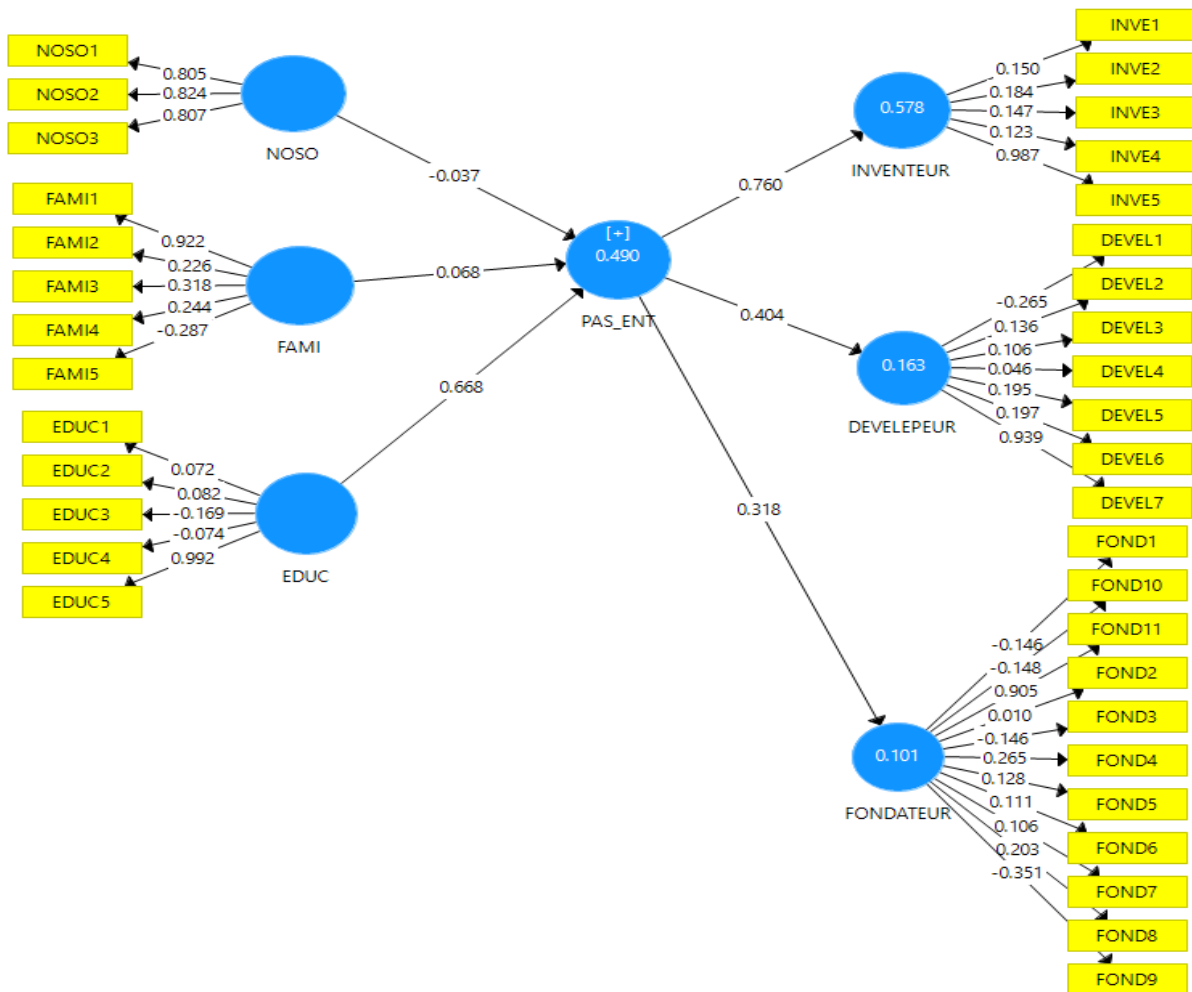 NOSO1
NOSO2
NOSO3
0.805
0.824
0.807
NOSO
-0.037
FAMI1
FAMI2
FAMI3
FAMI4
FAMI5
0.922
0.226
0.318
0.244
-0.287
FAMI
0.068
EDUC1
EDUC2
EDUC3
EDUC4
EDUC5
0.072
0.082
-0.169
-0.074
0.992
EDUC
0.668
[+]
0.490
PAS_ENT
0.760
0.404
0.318
0.578
INVENTEUR
0.150
0.184
0.147
0.123
0.987
INVE1
INVE2
INVE3
INVE4
INVE5
0.163
DEVELEPEUR
-0.265
0.136
0.106
0.046
0.195
0.197
0.939
DEVEL1
DEVEL2
DEVEL3
DEVEL4
DEVEL5
DEVEL6
DEVEL7
0.101
FONDATEUR
-0.146
-0.148
0.905
0.010
-0.146
0.265
0.128
0.111
0.106
0.203
-0.351
FOND1
FOND10
FOND11
FOND2
FOND3
FOND4
FOND5
FOND6
FOND7
FOND8
FOND9